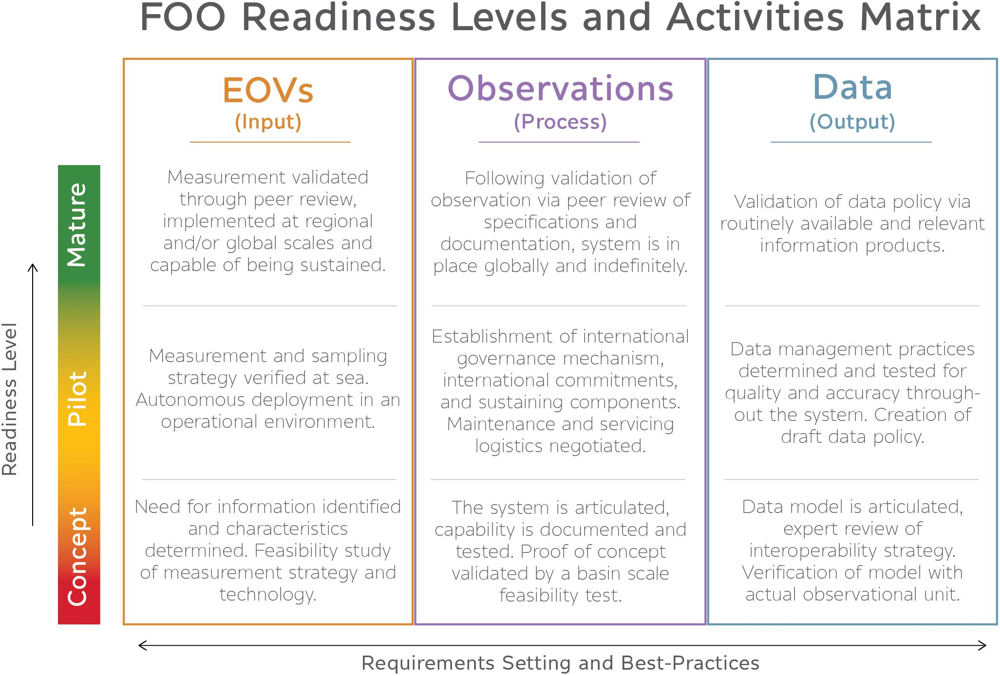 FOO Readiness Levels and Activities Matrix
EOVs
(Input)
Observations
(Process)
Data
(Output)
Readiness Level
Mature
Measurement validated
through peer review,
implemented at regional
and/or global scales and
capable of being sustained.
Following validation of
observation via peer review of
specifications and
documentation, system is in
place globally and indefinitely.
Validation of data policy via
routinely available and relevant
information products.
Pilot
Measurement and sampling
strategy verified at sea.
Autonomous deployment in an
operational environment.
Establishment of international
governance mechanism,
international commitments,
and sustaining components.
Maintenance and servicing
logistics negotiated.
Data management practices
determined and tested for
quality and accuracy through-
out the system. Creation of
draft data policy.
Concept
Need for information identified
and characteristics
determined. Feasibility study
of measurement strategy and
technology.
The system is articulated,
capability is documented and
tested. Proof of concept
validated by a basin scale
feasibility test.
Data model is articulated,
expert review of
interoperability strategy.
Verification of model with
actual observational unit.
Requirements Setting and Best-Practices